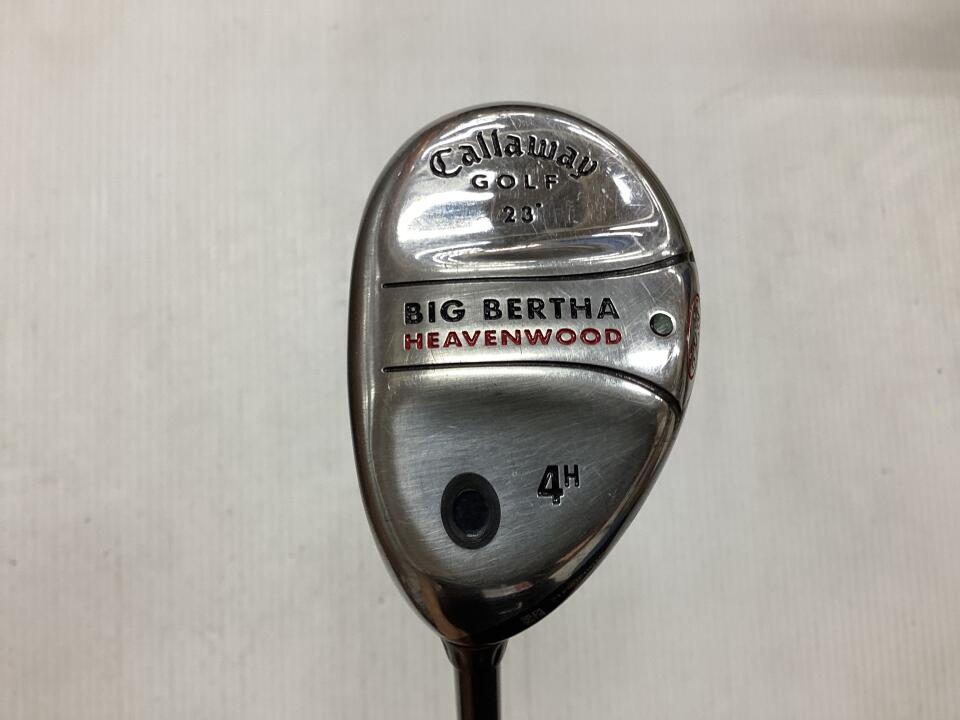 Callaway
GOLF
23°
BIG BERTHA
HEAVENWOOD
4H